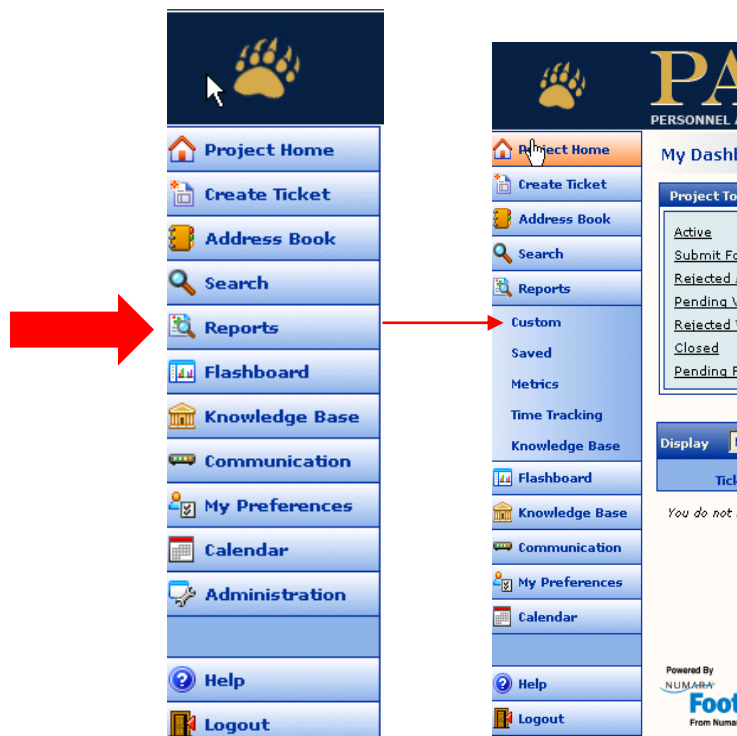 Project Home
Create Ticket
Address Book
Search
Reports
Flashboard
Knowledge Base
Communication
My Preferences
Calendar
Administration
Help
Logout
PA
PERSONNEL A
Project Home
Create Ticket
Address Book
Search
Reports
Custom
Saved
Metrics
Time Tracking
Knowledge Base
Flashboard
Knowledge Base
Communication
My Preferences
Calendar
Help
Logout
My Dash
Project To
Active
Submit Fo
Rejected
Pending
Rejected
Closed
Pending
Display
Tick
You do not
Powered By
NUMARA
Foot
From Numa